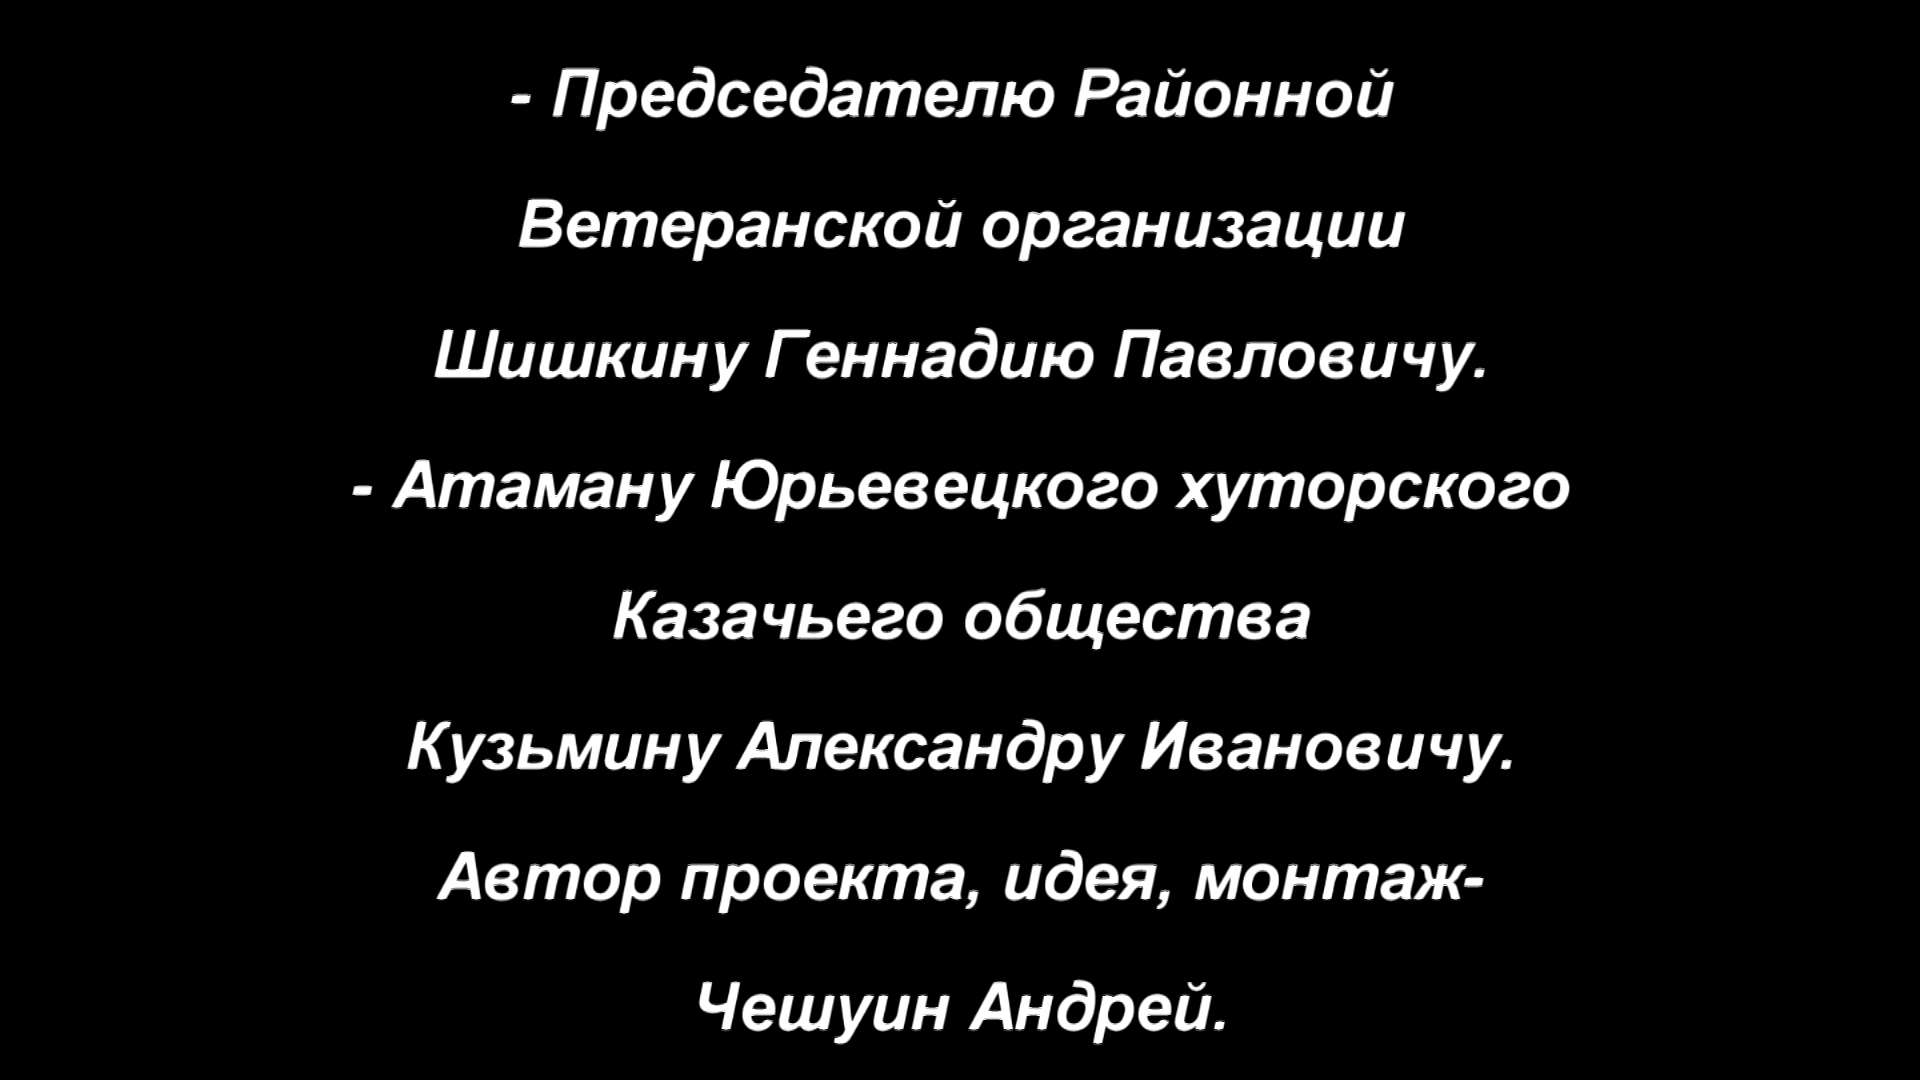 - Председателю Районной
Ветеранской организации
Шишкину Геннадию Павловичу.
- Атаману Юрьевецкого хуторского
Казачьего общества
Кузьмину Александру Ивановичу.
Автор проекта, идея, монтаж-
Чешуин Андрей.